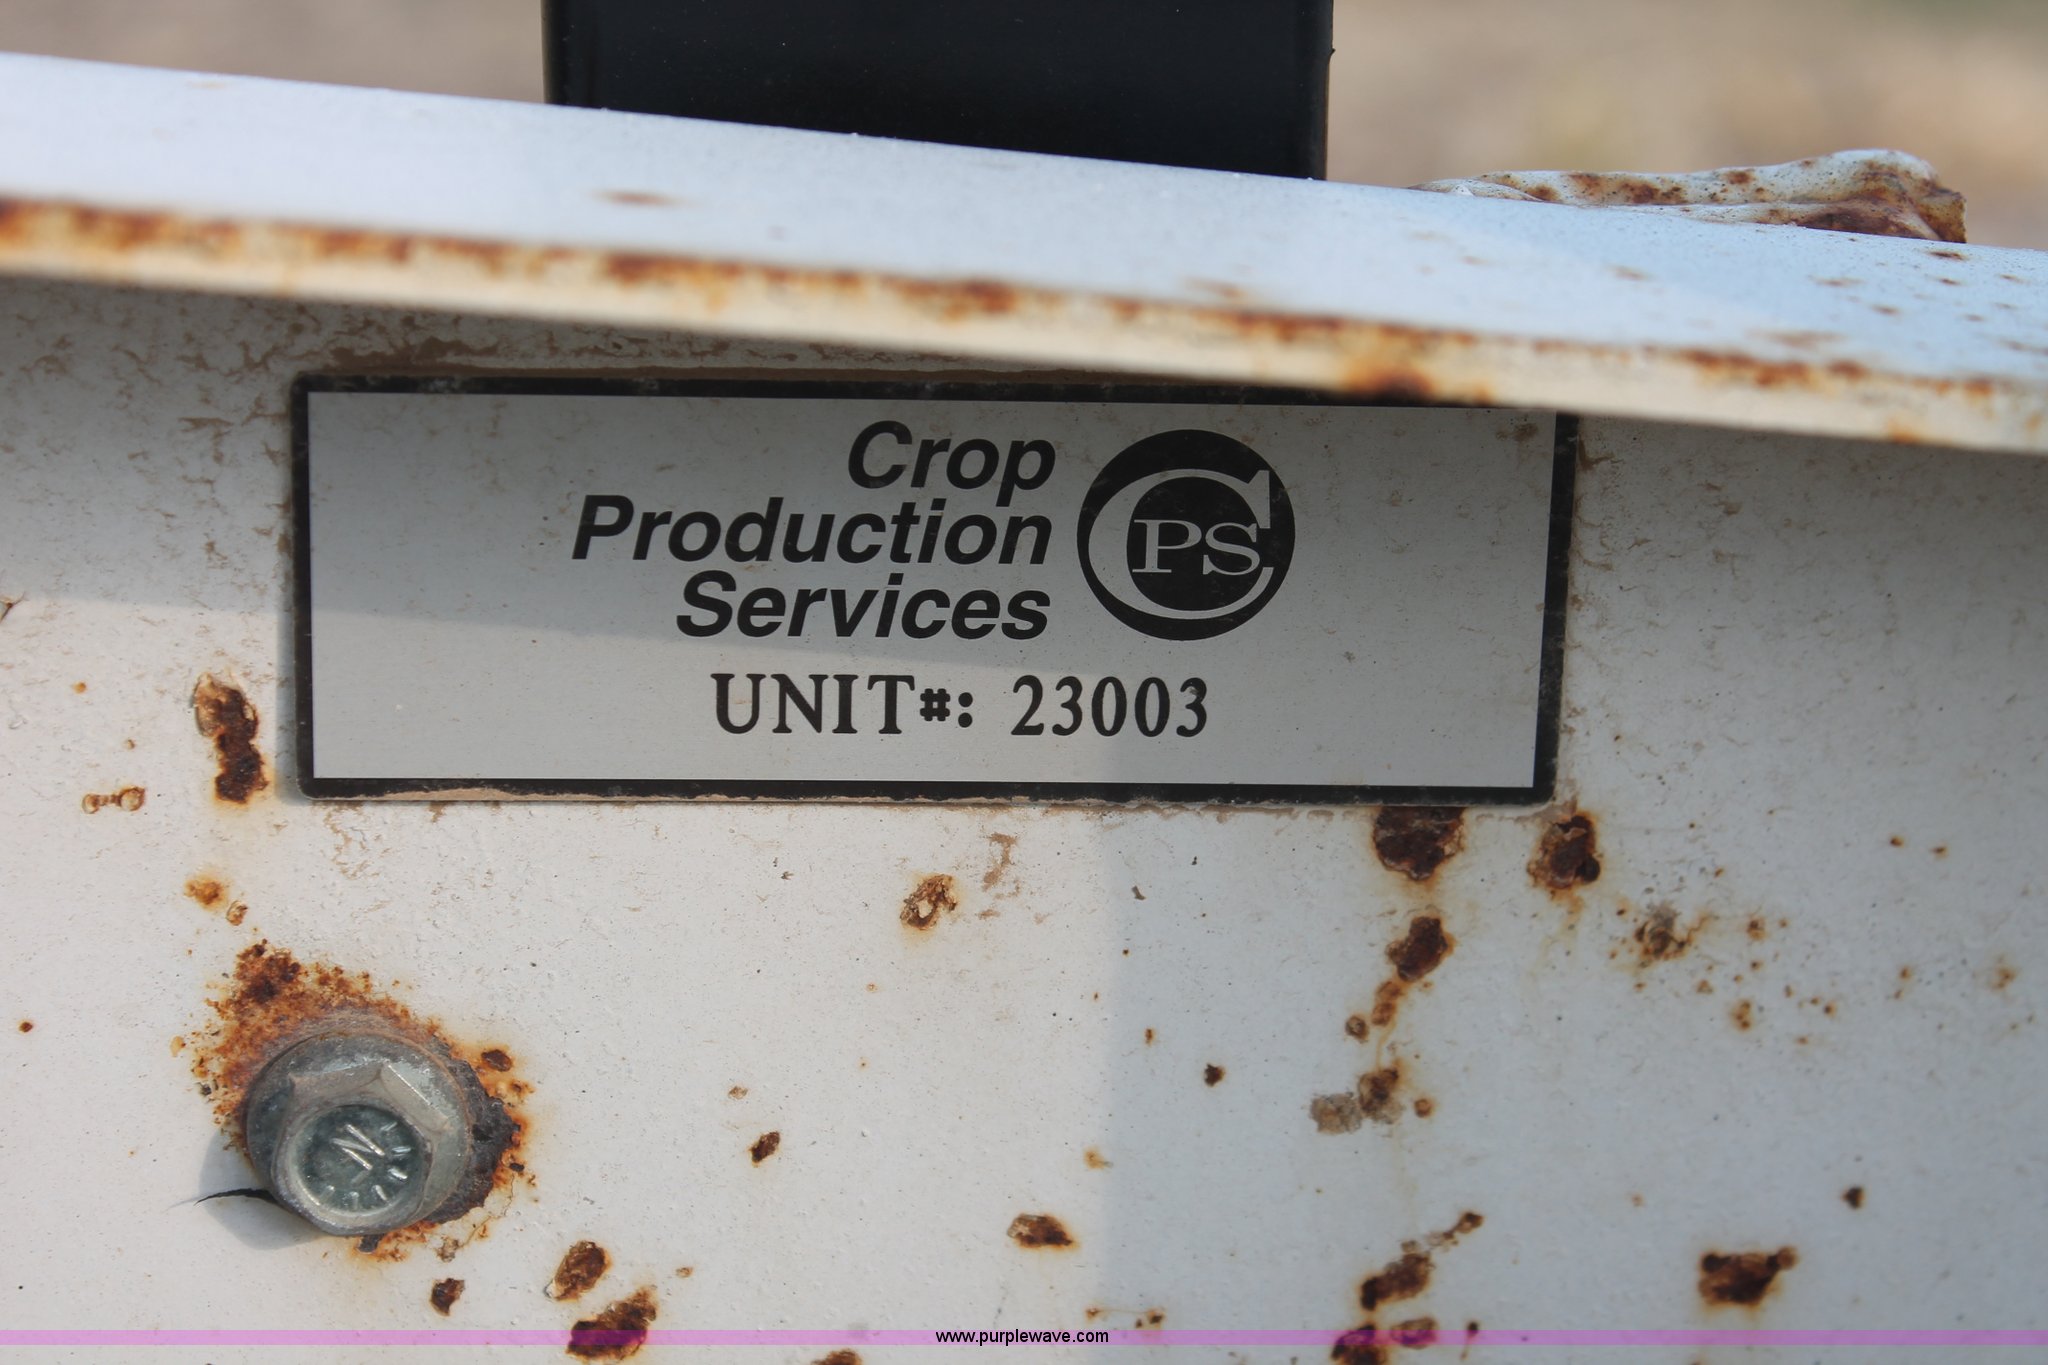 Crop
Production
Services
CPS
UNIT#: 23003
N
www.purplewave.com